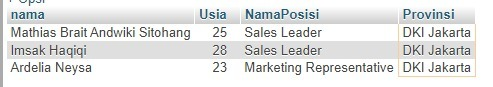 + Opsi
nama Usia NamaPosisi Provinsi
Mathias Brait Andwiki Sitohang 25 Sales Leader DKI Jakarta
Imsak Haqiqi 28 Sales Leader DKI Jakarta
Ardelia Neysa 23 Marketing Representative DKI Jakarta